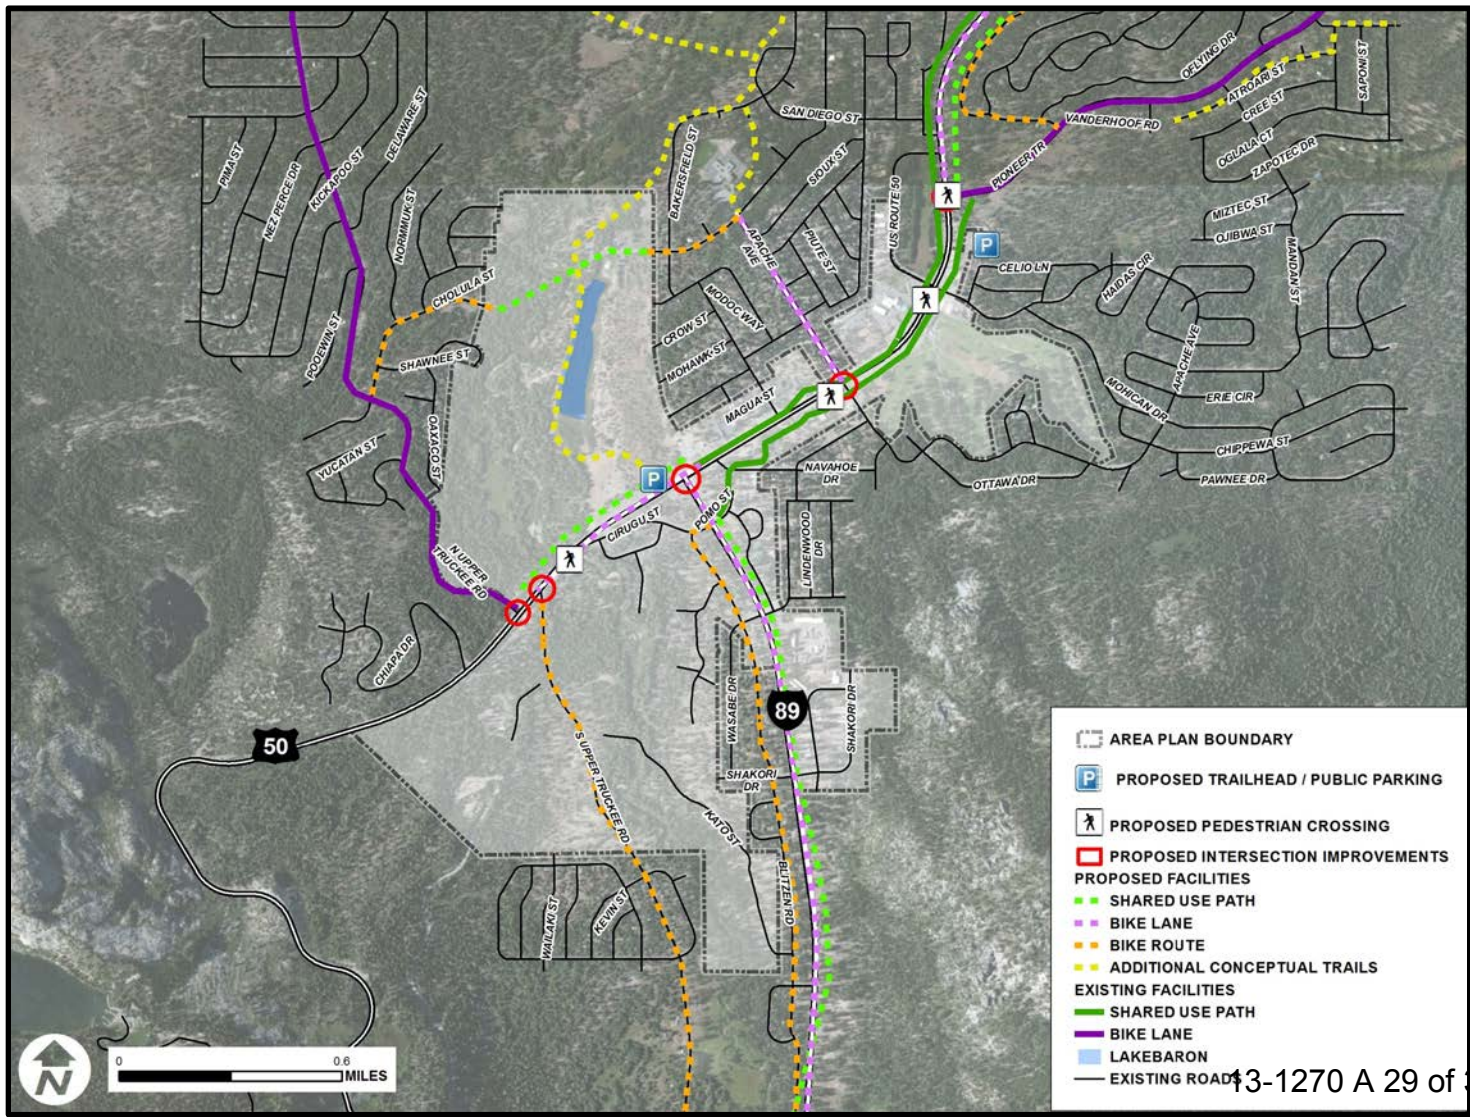 OFLYING DR
ATROARI ST
SAPONI ST
CREE ST
SAN DIEGO ST
VANDERHOOF RD
DELAWARE ST
BAKERSFIELD ST
OGLALA CT
ZAPOTEC DR
PIMA ST
NEZ PERCE DR
KICKAPOO ST
SIOUX ST
PIONEER TR
NORMMUK ST
US ROUTE 50
MIZTEC ST
OJIBWA ST
APACHE AVE
PIUTE ST
P
MANDAN ST
CELIO LN
HAIDAS CIR
CHOLULA ST
MODOC WAY
POOEWIN ST
CROW ST
MOHAWK ST
SHAWNEE ST
APACHE AVE
MOHICAN DR
ERIE CIR
MAGUA ST
OAXACO ST
YUCATAN ST
CHIPPEWA ST
P
NAVAHOE DR
OTTAWA DR
PAWNEE DR
POMO ST
CIRUGU ST
LINDENWOOD DR
N UPPER TRUCKEE RD
CHIAPA DR
WASABE DR
SHAKORI DR
89
50
SHAKORI DR
S UPPER TRUCKEE RD
KATO ST
BLITZEN RD
WAILAKI ST
KEVIN ST
AREA PLAN BOUNDARY
P PROPOSED TRAILHEAD / PUBLIC PARKING
PROPOSED PEDESTRIAN CROSSING
PROPOSED INTERSECTION IMPROVEMENTS
PROPOSED FACILITIES
SHARED USE PATH
BIKE LANE
BIKE ROUTE
ADDITIONAL CONCEPTUAL TRAILS
EXISTING FACILITIES
SHARED USE PATH
BIKE LANE
LAKEBARON
EXISTING ROADS
13-1270 A 29 of 3
N
0 0.6
MILES